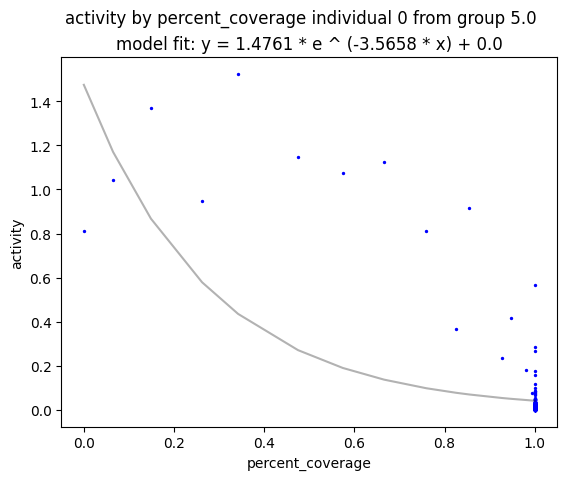 activity by percent_coverage individual 0 from group 5.0
model fit: y = 1.4761 * e ^ (-3.5658 * x) + 0.0
1.4
1.2
1.0
0.8
0.6
0.4
0.2
0.0
activity
0.0 0.2 0.4 0.6 0.8 1.0
percent_coverage